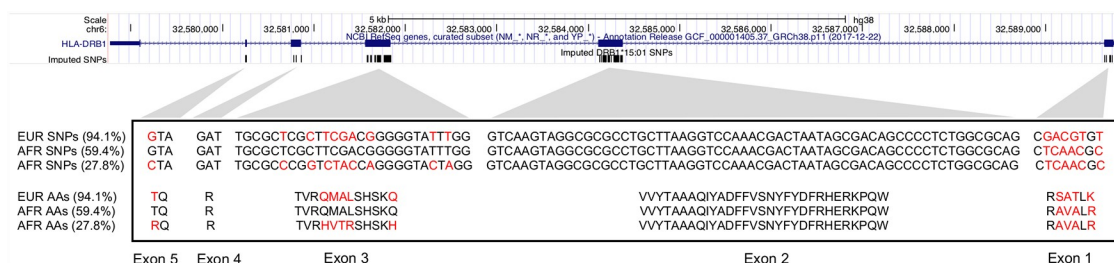 Scale 5 kb hg38
chr6: 32,580,000 32,581,000 32,582,000 32,583,000 32,584,000 32,585,000 32,586,000 32,587,000 32,588,000 32,589,000
NCBI RefSeq genes, curated subset (NM_*, NR_*, and YP_*) - Annotation Release GCF_000001405.37_GRCh38.p11 (2017-12-22)
HLA-DRB1
Imputed DRB1*15:01 SNPs
Imputed SNPs
EUR SNPs (94.1%) GTA GAT TGCGCTCGCTTCGACGGGGGTATTTGG GTCAAGTAGGCGCGCCTGCTTAAGGTCCAAACGACTAATAGCGACAGCCCCTCTGGCGCAG CGACGTGT
AFR SNPs (59.4%) GTA GAT TGCGCTCGCTTCGACGGGGGTATTTGG GTCAAGTAGGCGCGCCTGCTTAAGGTCCAAACGACTAATAGCGACAGCCCCTCTGGCGCAG CTCAACGC
AFR SNPs (27.8%) CTA GAT TGCGCCCGGTCTACCAGGGGTACTAGG GTCAAGTAGGCGCGCCTGCTTAAGGTCCAAACGACTAATAGCGACAGCCCCTCTGGCGCAG CTCAACGC
EUR AAs (94.1%) TQ R TVRQMALSHSKQ VVYTAAAQIYADFFVSNYFYDFRHERKPQW RSATLK
AFR AAs (59.4%) TQ R TVRQMALSHSKQ VVYTAAAQIYADFFVSNYFYDFRHERKPQW RAVALR
AFR AAs (27.8%) RQ R TVRHVTRSHSKH VVYTAAAQIYADFFVSNYFYDFRHERKPQW RAVALR
Exon 5 Exon 4 Exon 3 Exon 2 Exon 1